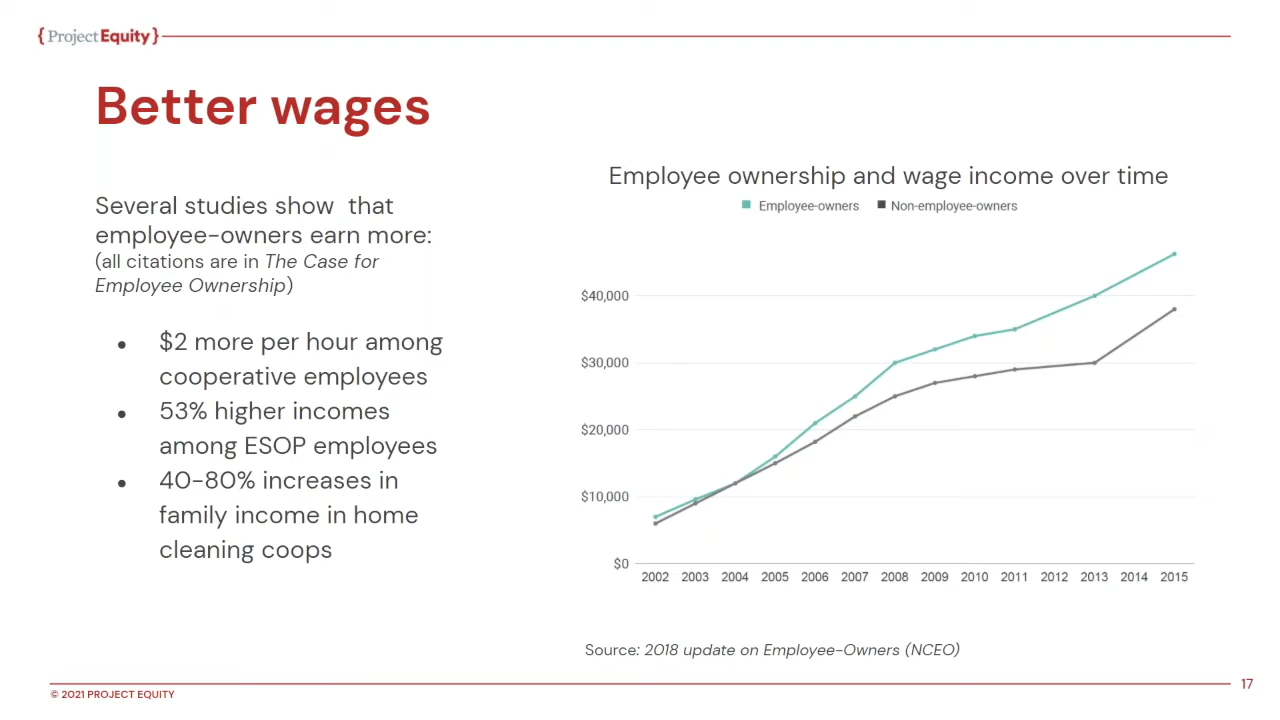 {ProjectEquity}
Better wages
Several studies show that
employee-owners earn more:
(all citations are in The Case for
Employee Ownership)
● $2 more per hour among
cooperative employees
● 53% higher incomes
among ESOP employees
● 40-80% increases in
family income in home
cleaning coops
Employee ownership and wage income over time
Employee-owners Non-employee-owners
$40,000
$30,000
$20,000
$10,000
$0
2002 2003 2004 2005 2006 2007 2008 2009 2010 2011 2012 2013 2014 2015
Source: 2018 update on Employee-Owners (NCEO)
© 2021 PROJECT EQUITY
17